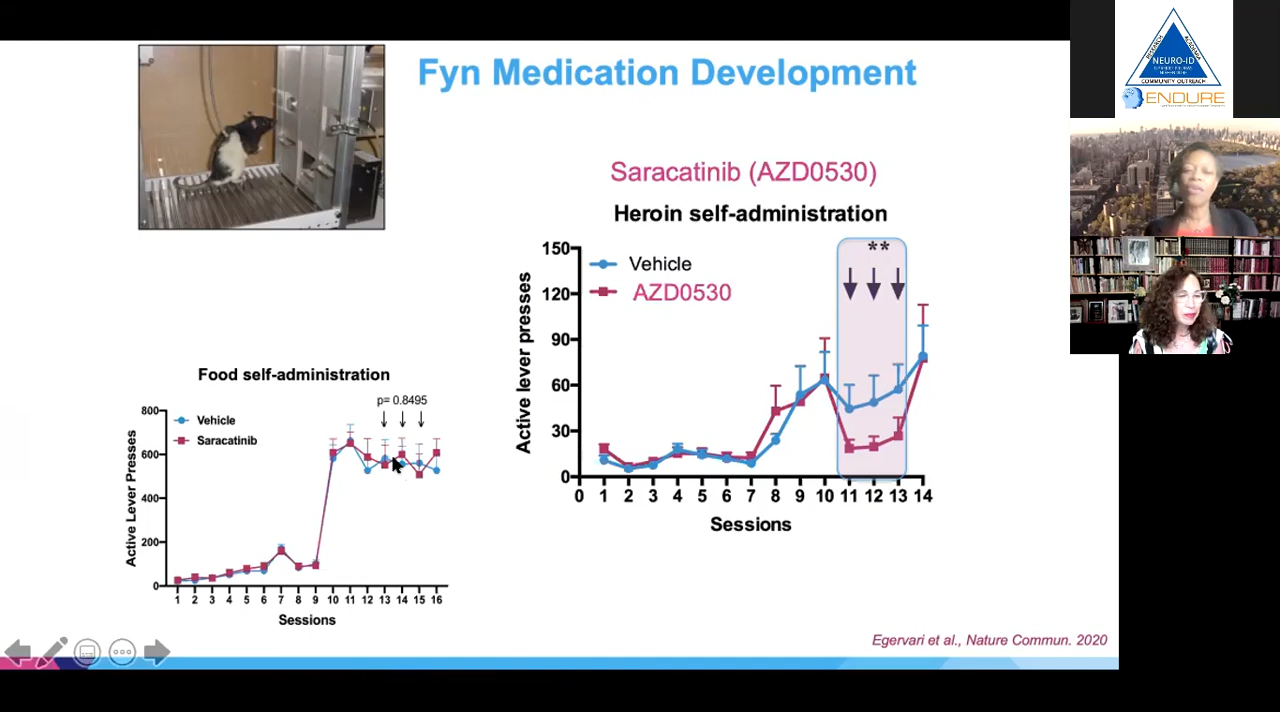 Fyn Medication Development
Saracatinib (AZD0530)
Heroin self-administration
Active lever presses
150
120
90
60
30
0
Vehicle
AZD0530
**
0 1 2 3 4 5 6 7 8 9 10 11 12 13 14
Sessions
Food self-administration
Active Lever Presses
800
600
400
200
0
Vehicle
Saracatinib
p= 0.8495
1 2 3 4 5 6 7 8 9 10 11 12 13 14 15 16
Sessions
Egervari et al., Nature Commun. 2020
RESEARCH
ACADEMIA
NEURO-ID
COMMUNITY OUTREACH
ENDURE